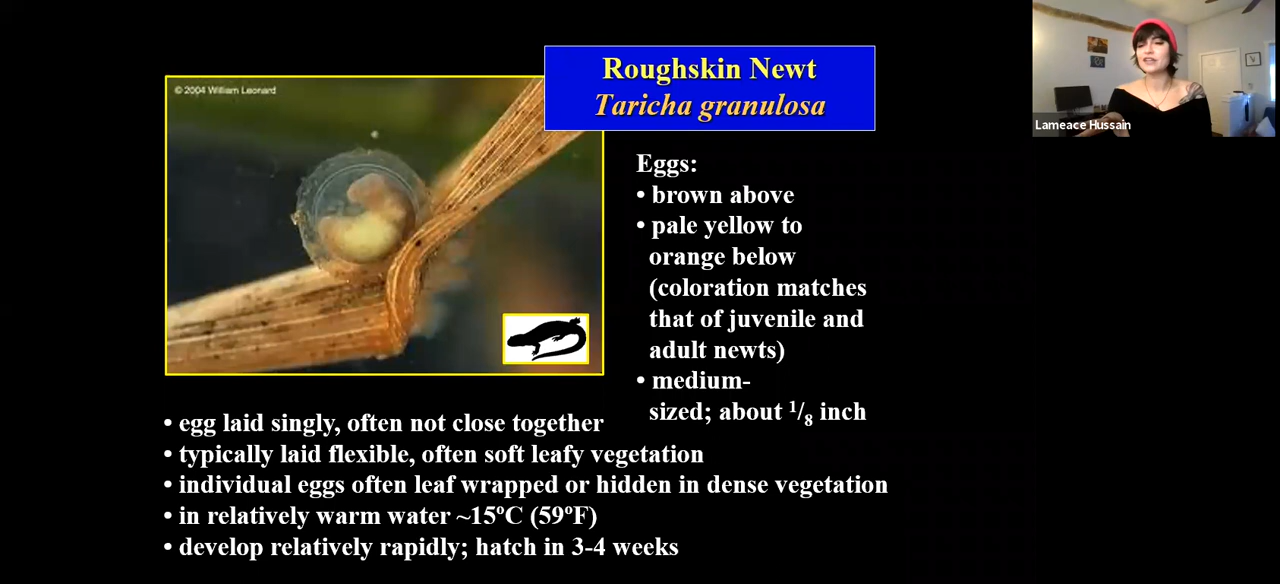 © 2004 William Leonard
Roughskin Newt
Taricha granulosa
Lameace Hussain
Eggs:
• brown above
• pale yellow to
orange below
(coloration matches
that of juvenile and
adult newts)
• medium-
sized; about 1/8 inch
• egg laid singly, often not close together
• typically laid flexible, often soft leafy vegetation
• individual eggs often leaf wrapped or hidden in dense vegetation
• in relatively warm water ~15ºC (59ºF)
• develop relatively rapidly; hatch in 3-4 weeks